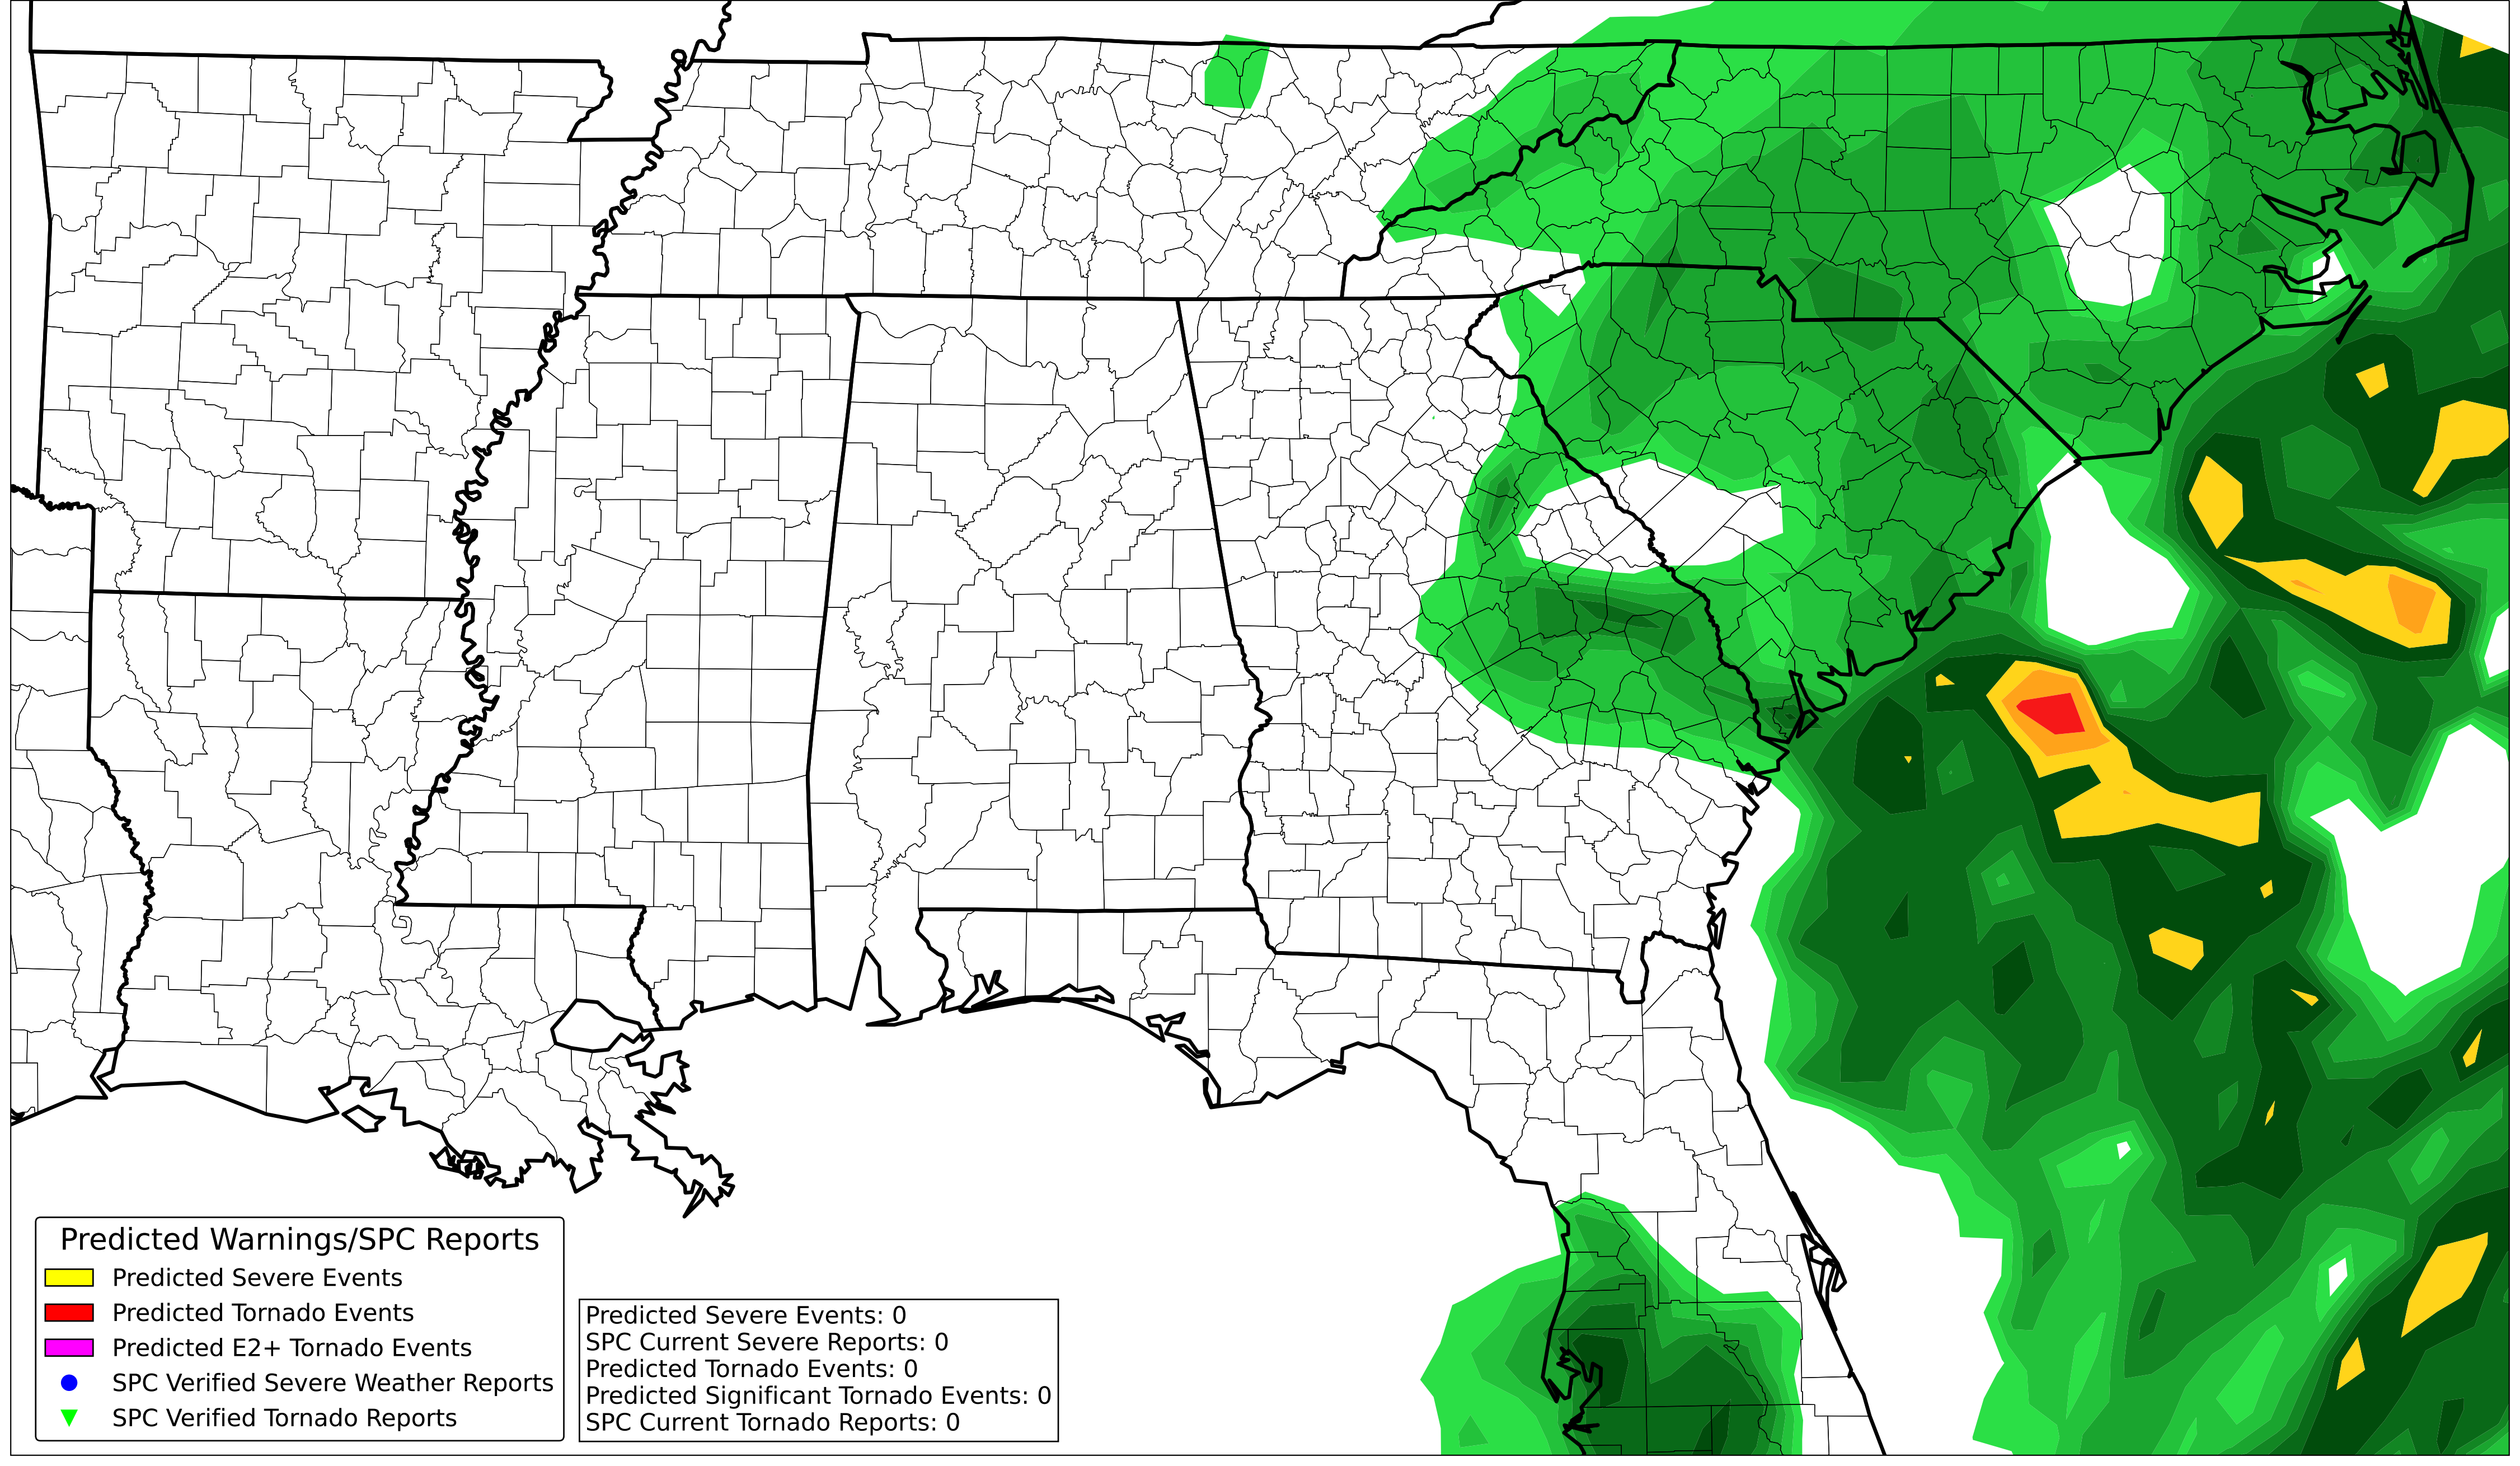 Predicted Warnings/SPC Reports
Predicted Severe Events
Predicted Tornado Events
Predicted E2+ Tornado Events
SPC Verified Severe Weather Reports
SPC Verified Tornado Reports
Predicted Severe Events: 0
SPC Current Severe Reports: 0
Predicted Tornado Events: 0
Predicted Significant Tornado Events: 0
SPC Current Tornado Reports: 0